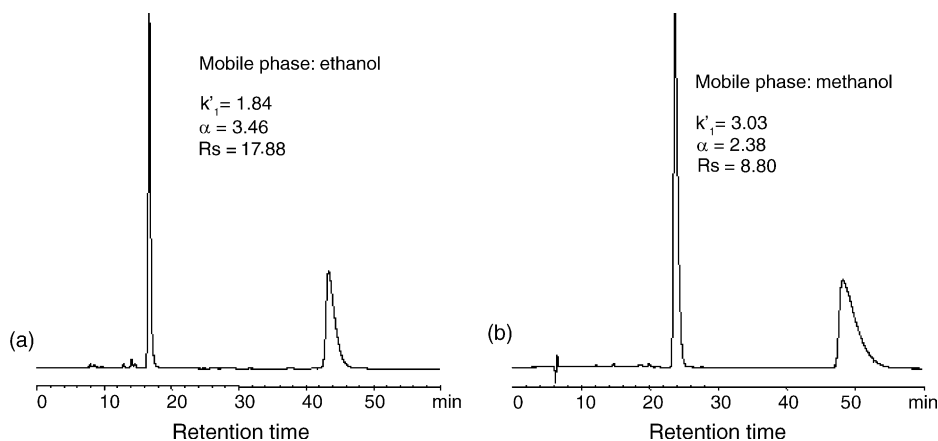 Mobile phase: ethanol
k'₁= 1.84
α = 3.46
Rs = 17.88
(a)
0 10 20 30 40 50 min
Retention time
Mobile phase: methanol
k'₁= 3.03
α = 2.38
Rs = 8.80
(b)
0 10 20 30 40 50 min
Retention time